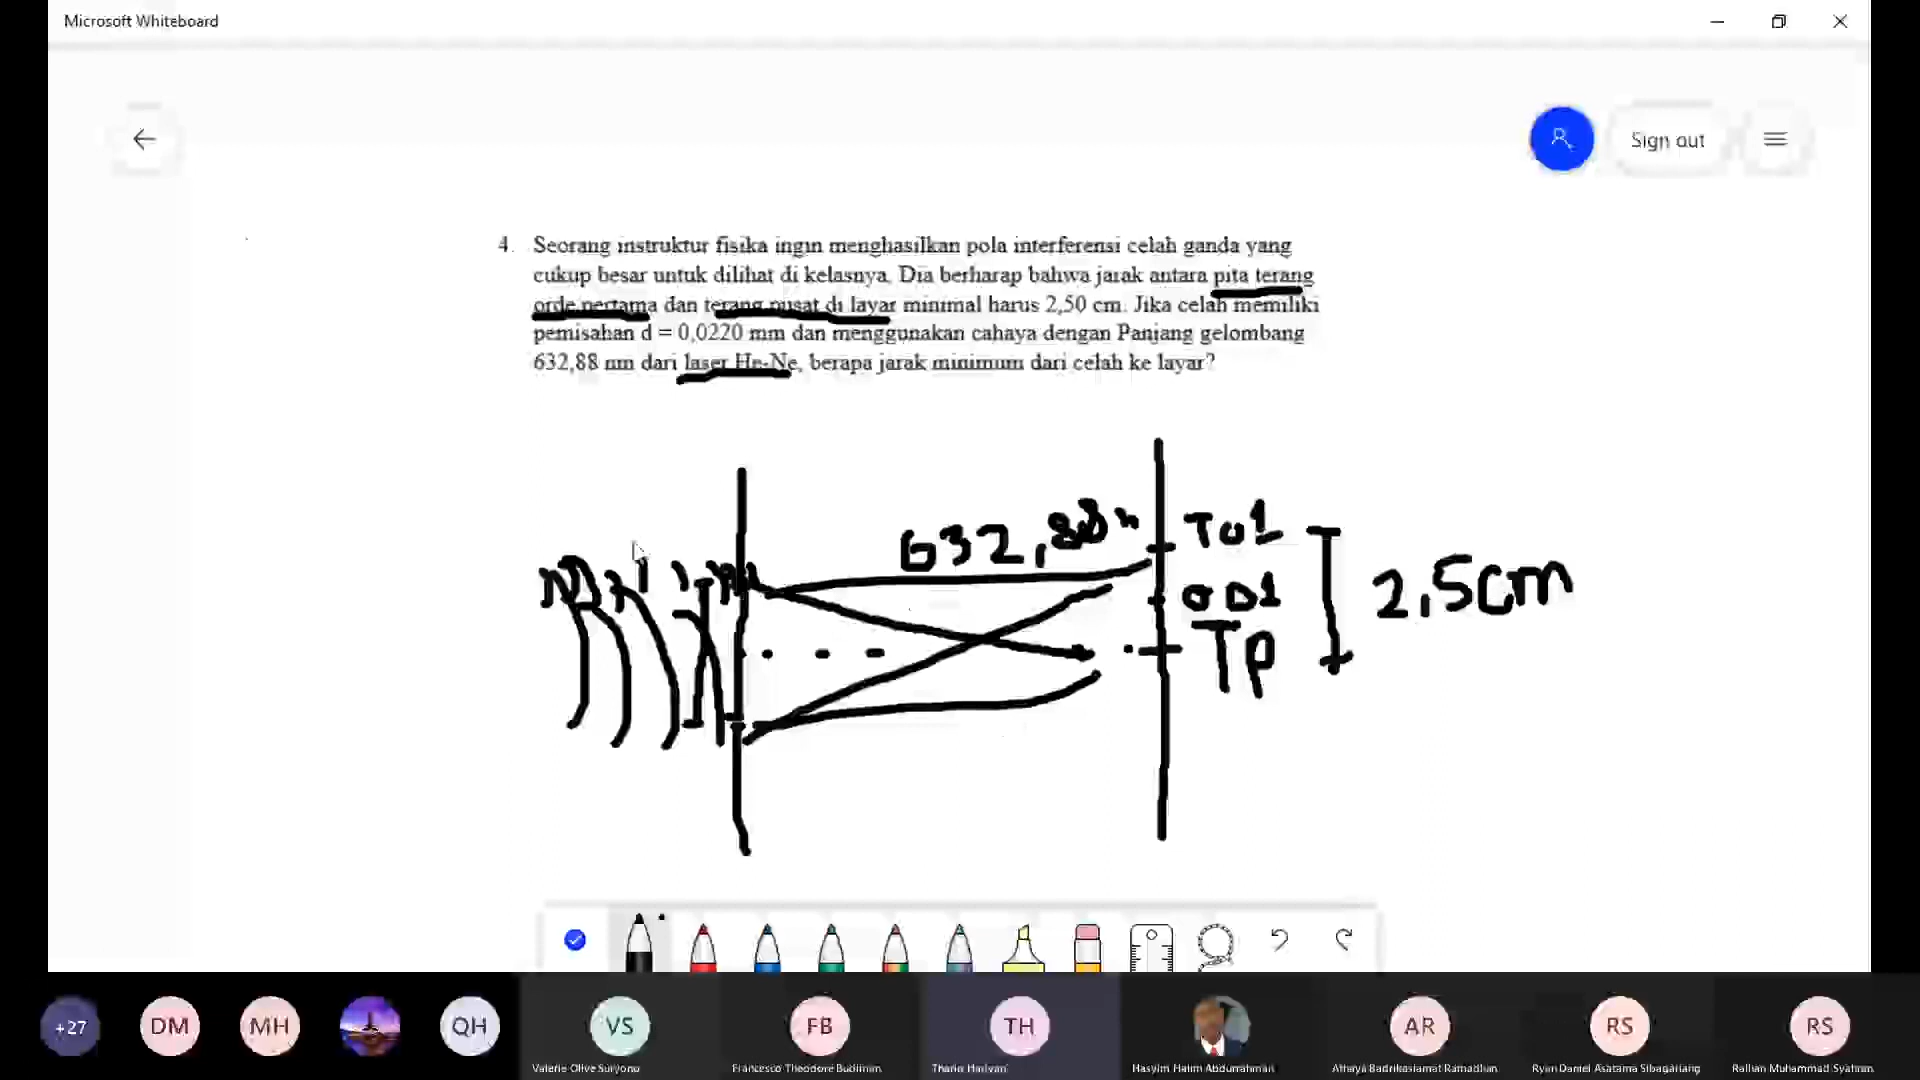 Microsoft Whiteboard
Sign out
4. Seorang instruktur fisika ingin menghasilkan pola interferensi celah ganda yang
cukup besar untuk dilihat di kelasnya. Dia berharap bahwa jarak antara pita terang
orde pertama dan terang pusat di layar minimal harus 2,50 cm. Jika celah memiliki
pemisahan d = 0,0220 mm dan menggunakan cahaya dengan Panjang gelombang
632,88 nm dari laser He-Ne, berapa jarak minimum dari celah ke layar?
632,88n
To1
001
Tp
2,5cm
+27
DM
MH
QH
VS
FB
TH
AR
RS
RS
Valerie Olive Suryono
Francesco Theodore Budiman
Hasyim Halim Abdurrahman
Ryan Daniel Asatama Sibagariang
Raihan Muhammad Syahran